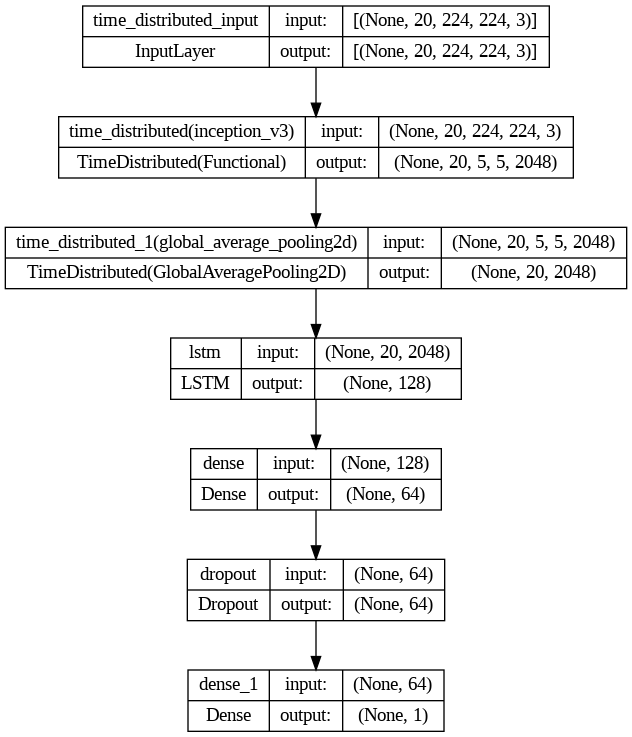 time_distributed_input input: [(None, 20, 224, 224, 3)]
InputLayer output: [(None, 20, 224, 224, 3)]
time_distributed(inception_v3) input: (None, 20, 224, 224, 3)
TimeDistributed(Functional) output: (None, 20, 5, 5, 2048)
time_distributed_1(global_average_pooling2d) input: (None, 20, 5, 5, 2048)
TimeDistributed(GlobalAveragePooling2D) output: (None, 20, 2048)
lstm input: (None, 20, 2048)
LSTM output: (None, 128)
dense input: (None, 128)
Dense output: (None, 64)
dropout input: (None, 64)
Dropout output: (None, 64)
dense_1 input: (None, 64)
Dense output: (None, 1)